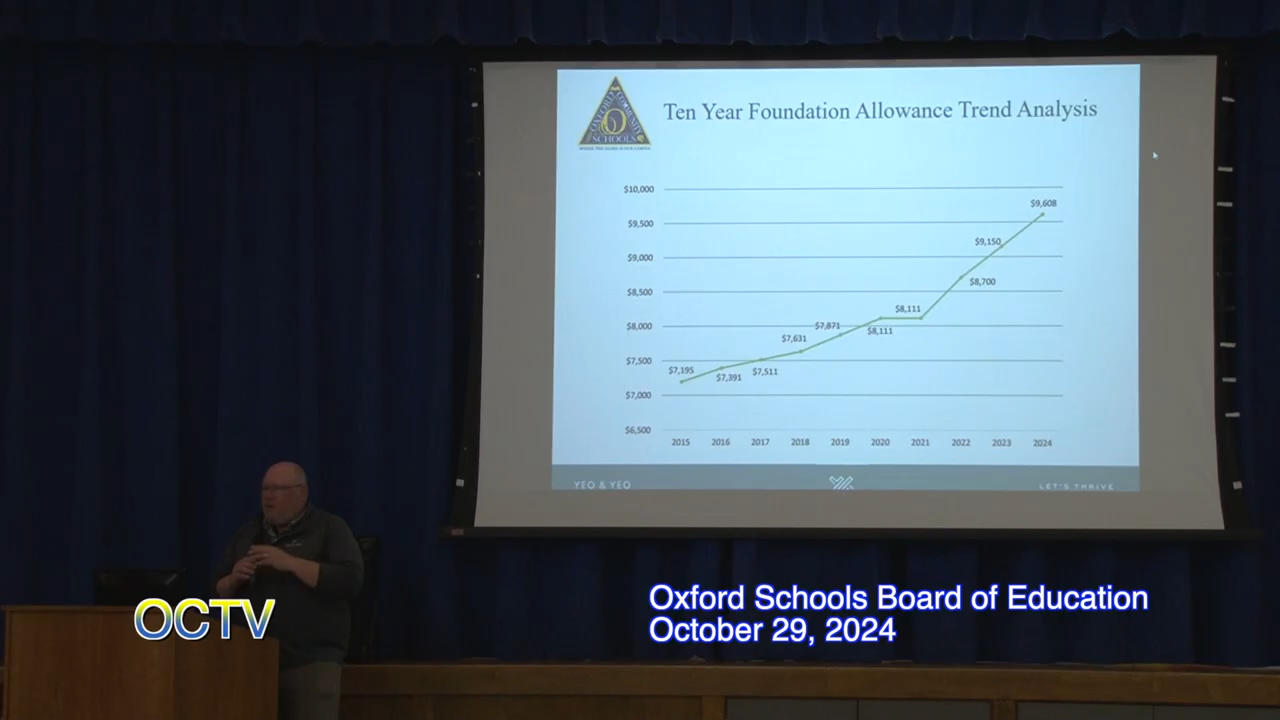 OXFORD COMMUNITY
SCHOOLS
Ten Year Foundation Allowance Trend Analysis
$10,000
$9,500
$9,000
$8,500
$8,000
$7,500
$7,000
$6,500
$7,195
$7,391
$7,511
$7,631
$7,871
$8,111
$8,111
$8,700
$9,150
$9,608
2015 2016 2017 2018 2019 2020 2021 2022 2023 2024
YEO & YEO
LET'S THRIVE
OCTV
Oxford Schools Board of Education
October 29, 2024